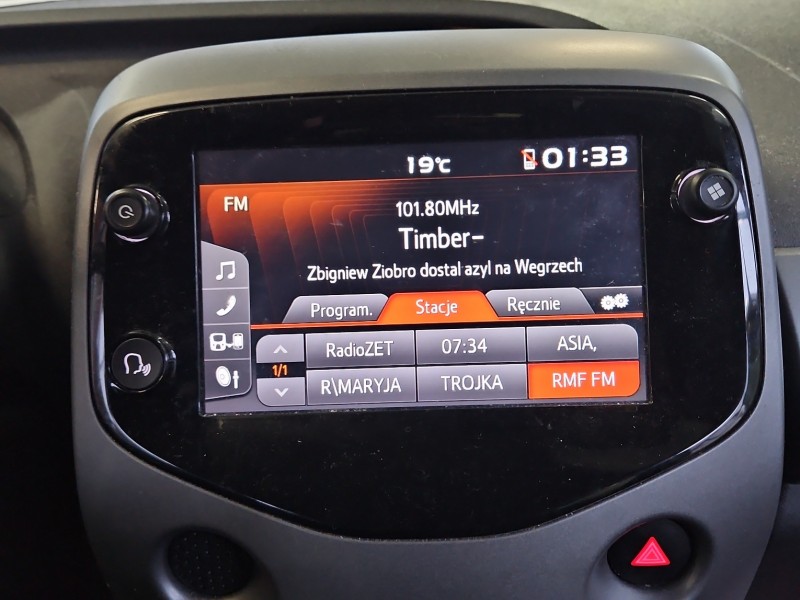 19°C 01:33
FM
101.80MHz
Timber-
Zbigniew Ziobro dostal azyl na Wegrzech
Program. Stacje Ręcznie
1/1
RadioZET 07:34 ASIA,
R\MARYJA TROJKA RMF FM